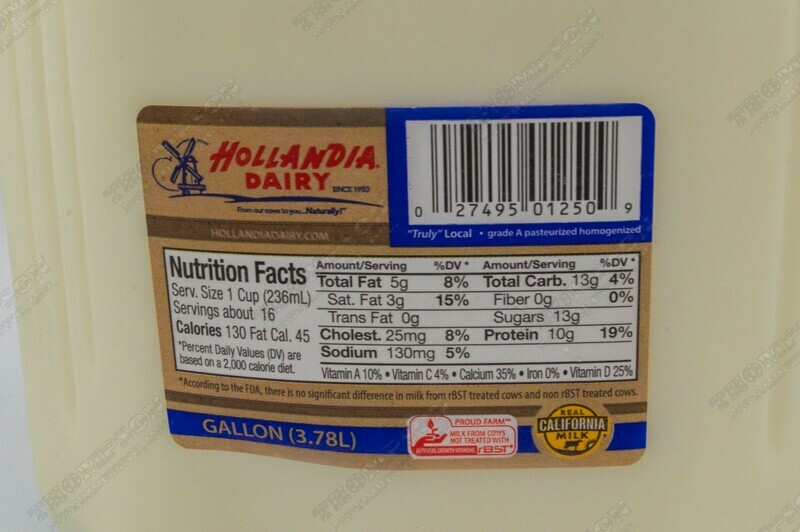 HOLLANDIA
DAIRY SINCE 1950
From our cows to you...Naturally!"
HOLLANDIADAIRY.COM
0 27495 01250 9
"Truly" Local • grade A pasteurized homogenized
Nutrition Facts
Serv. Size 1 Cup (236mL)
Servings about 16
Calories 130 Fat Cal. 45
*Percent Daily Values (DV) are
based on a 2,000 calorie diet.
Amount/Serving %DV* Amount/Serving %DV*
Total Fat 5g 8% Total Carb. 13g 4%
Sat. Fat 3g 15% Fiber 0g 0%
Trans Fat 0g Sugars 13g
Cholest. 25mg 8% Protein 10g 19%
Sodium 130mg 5%
Vitamin A 10% • Vitamin C 4% • Calcium 35% • Iron 0% • Vitamin D 25%
*According to the FDA, there is no significant difference in milk from rBST treated cows and non rBST treated cows.
GALLON (3.78L)
PROUD FARM™
MILK FROM COWS
NOT TREATED WITH
ARTIFICIAL GROWTH HORMONE rBST*
REAL
CALIFORNIA
MILK